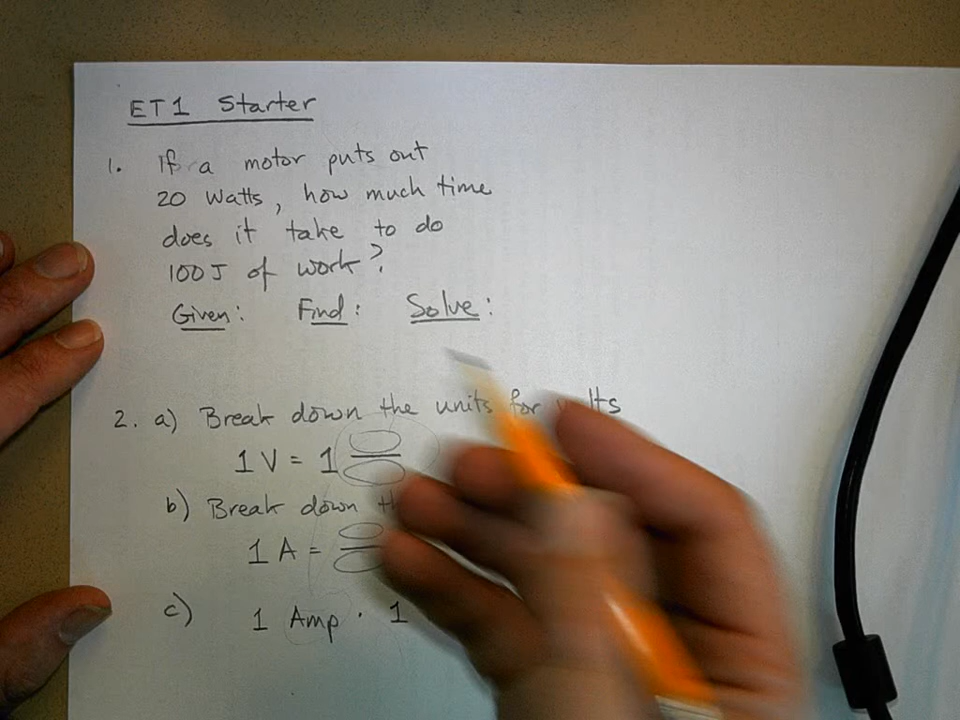 ET1 Starter
1. If a motor puts out
20 Watts, how much time
does it take to do
100J of work?
Given: Find: Solve:
2. a) Break down the units for
1 V = 1
b) Break down
1 A =
c) 1 Amp · 1